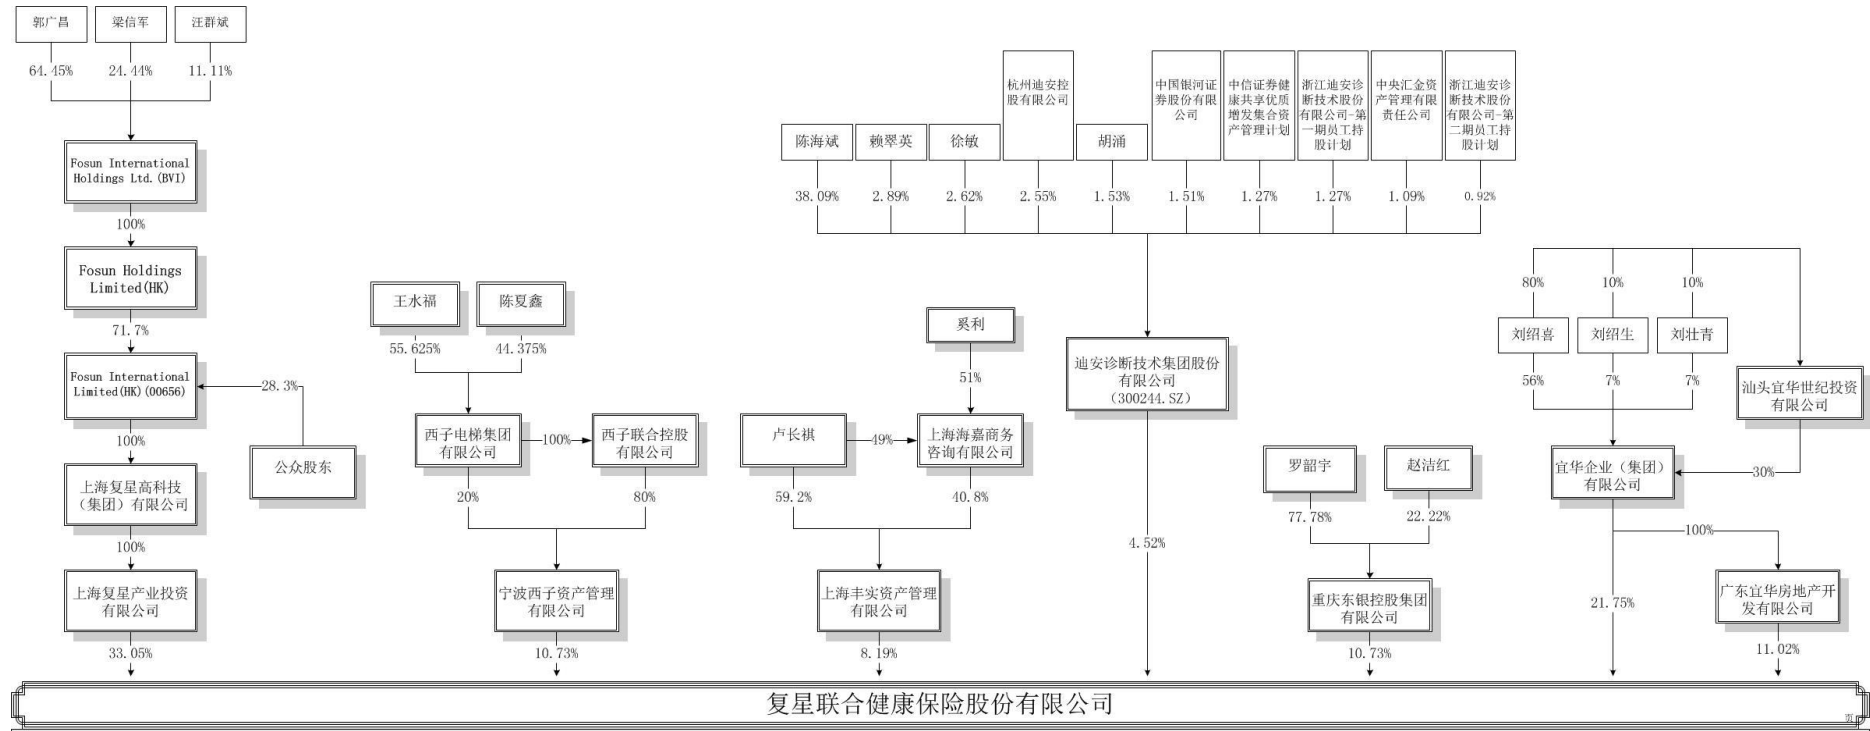 郭广昌
梁信军
汪群斌
64.45%
24.44%
11.11%
Fosun International
Holdings Ltd.(BVI)
100%
Fosun Holdings
Limited(HK)
71.7%
Fosun International
Limited(HK)(00656)
28.3%
公众股东
100%
上海复星高科技
（集团）有限公司
100%
上海复星产业投资
有限公司
33.05%
王水福
陈夏鑫
55.625%
44.375%
西子电梯集团
有限公司
100%
西子联合控股
有限公司
20%
80%
宁波西子资产管理
有限公司
10.73%
奚利
51%
卢长祺
49%
上海海嘉商务
咨询有限公司
59.2%
40.8%
上海丰实资产管理
有限公司
8.19%
陈海斌
赖翠英
徐敏
杭州迪安控
股有限公司
胡涌
中国银河证
券股份有限
公司
中信证券健
康共享优质
增发集合资
产管理计划
浙江迪安诊
断技术股份
有限公司-第
一期员工持
股计划
中央汇金资
产管理有限
责任公司
浙江迪安诊
断技术股份
有限公司-第
二期员工持
股计划
38.09%
2.89%
2.62%
2.55%
1.53%
1.51%
1.27%
1.27%
1.09%
0.92%
迪安诊断技术集团股份
有限公司
（300244.SZ）
4.52%
罗韶宇
赵洁红
77.78%
22.22%
重庆东银控股集团
有限公司
10.73%
80%
10%
10%
刘绍喜
刘绍生
刘壮青
56%
7%
7%
汕头宜华世纪投资
有限公司
30%
宜华企业（集团）
有限公司
100%
21.75%
广东宜华房地产开
发有限公司
11.02%
复星联合健康保险股份有限公司
页